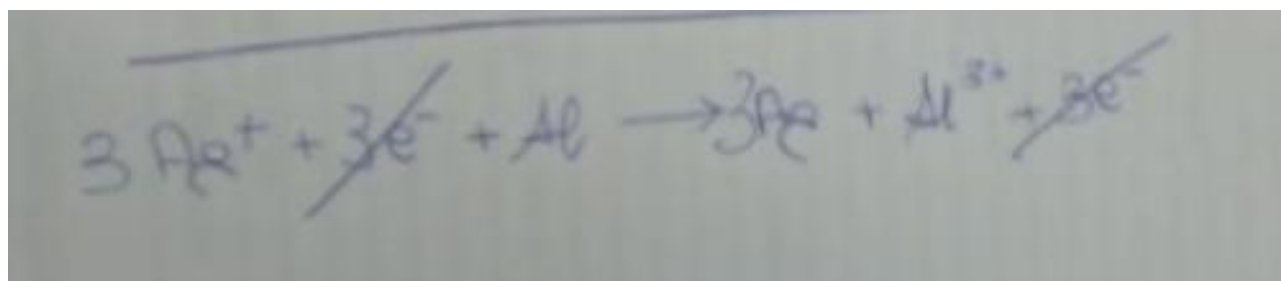 3 Ag⁺ + 3e⁻ + Al → 3Ag + Al³⁺ + 3e⁻